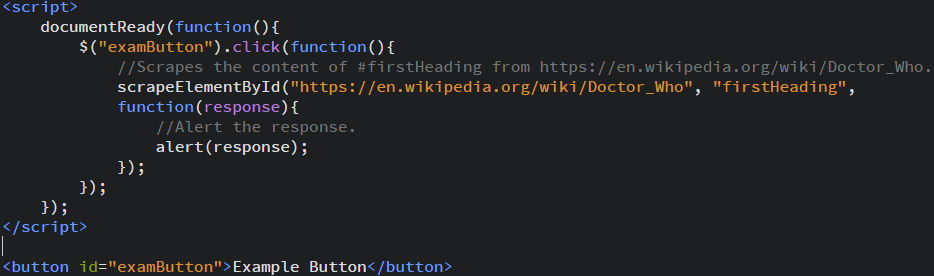 <script>
    documentReady(function(){
        $("examButton").click(function(){
            //Scrapes the content of #firstHeading from https://en.wikipedia.org/wiki/Doctor_Who.
            scrapeElementById("https://en.wikipedia.org/wiki/Doctor_Who", "firstHeading",
            function(response){
                //Alert the response.
                alert(response);
            });
        });
    });
</script>

<button id="examButton">Example Button</button>